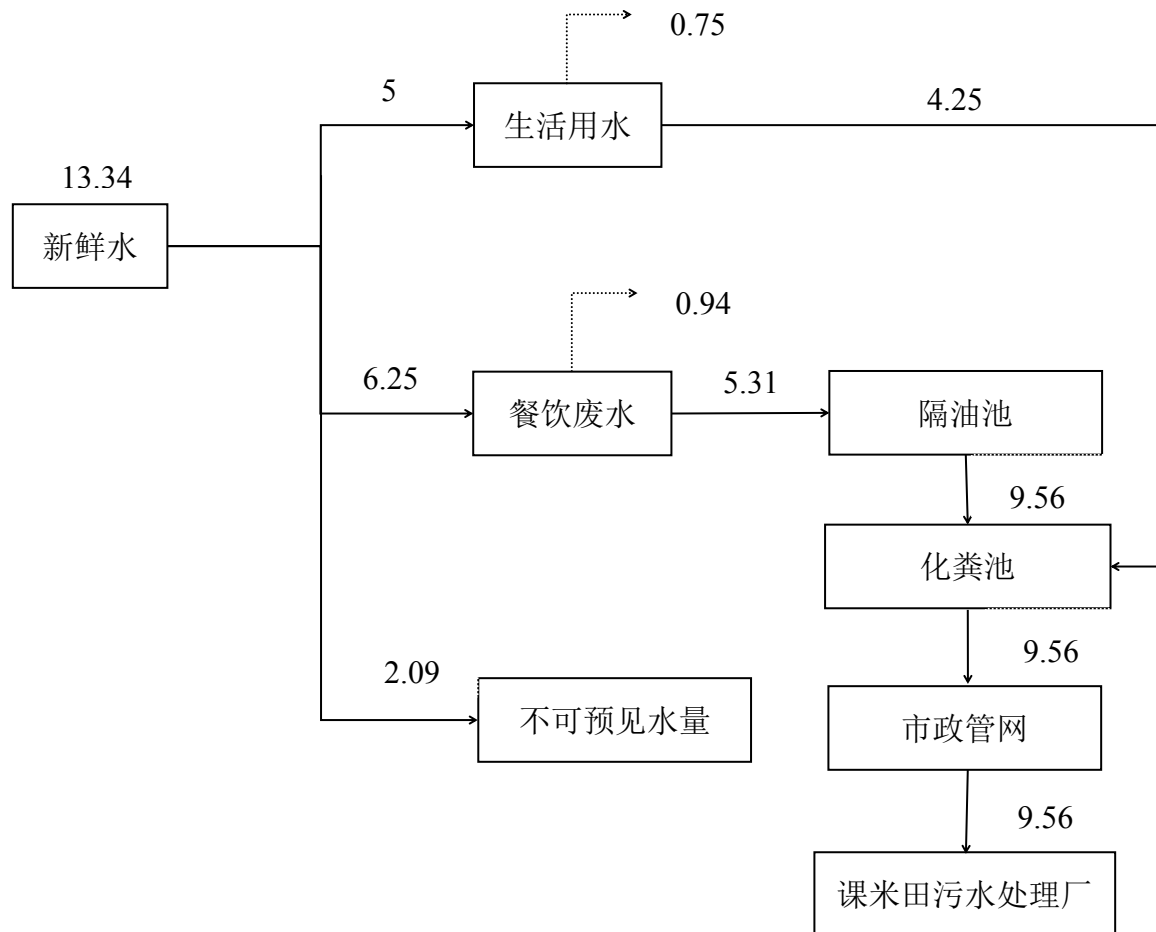 0.75
5
生活用水
4.25
13.34
新鲜水
0.94
6.25
餐饮废水
5.31
隔油池
9.56
化粪池
9.56
2.09
不可预见水量
市政管网
9.56
课米田污水处理厂